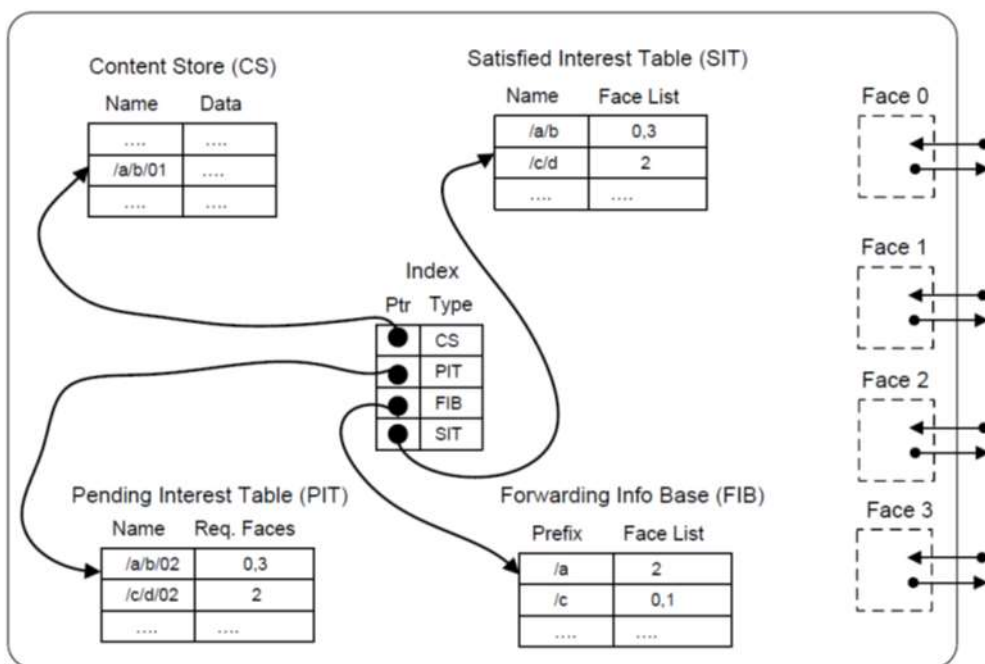 Content Store (CS)
Name Data
.... ....
/a/b/01 ....
.... ....
Satisfied Interest Table (SIT)
Name Face List
/a/b 0,3
/c/d 2
.... ....
Face 0
Face 1
Face 2
Face 3
Index
Ptr Type
CS
PIT
FIB
SIT
Pending Interest Table (PIT)
Name Req. Faces
/a/b/02 0,3
/c/d/02 2
.... ....
Forwarding Info Base (FIB)
Prefix Face List
/a 2
/c 0,1
.... ....